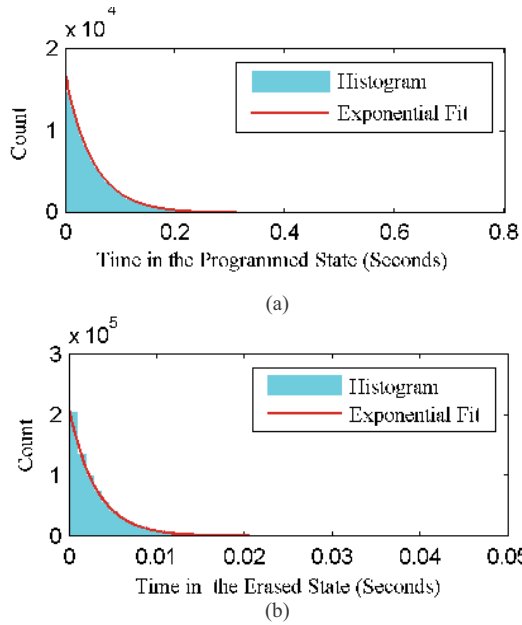 x 10^4
2
Histogram
Exponential Fit
1
Count
0
0 0.2 0.4 0.6 0.8
Time in the Programmed State (Seconds)
(a)
x 10^5
3
Histogram
Exponential Fit
2
Count
1
0
0 0.01 0.02 0.03 0.04 0.05
Time in the Erased State (Seconds)
(b)